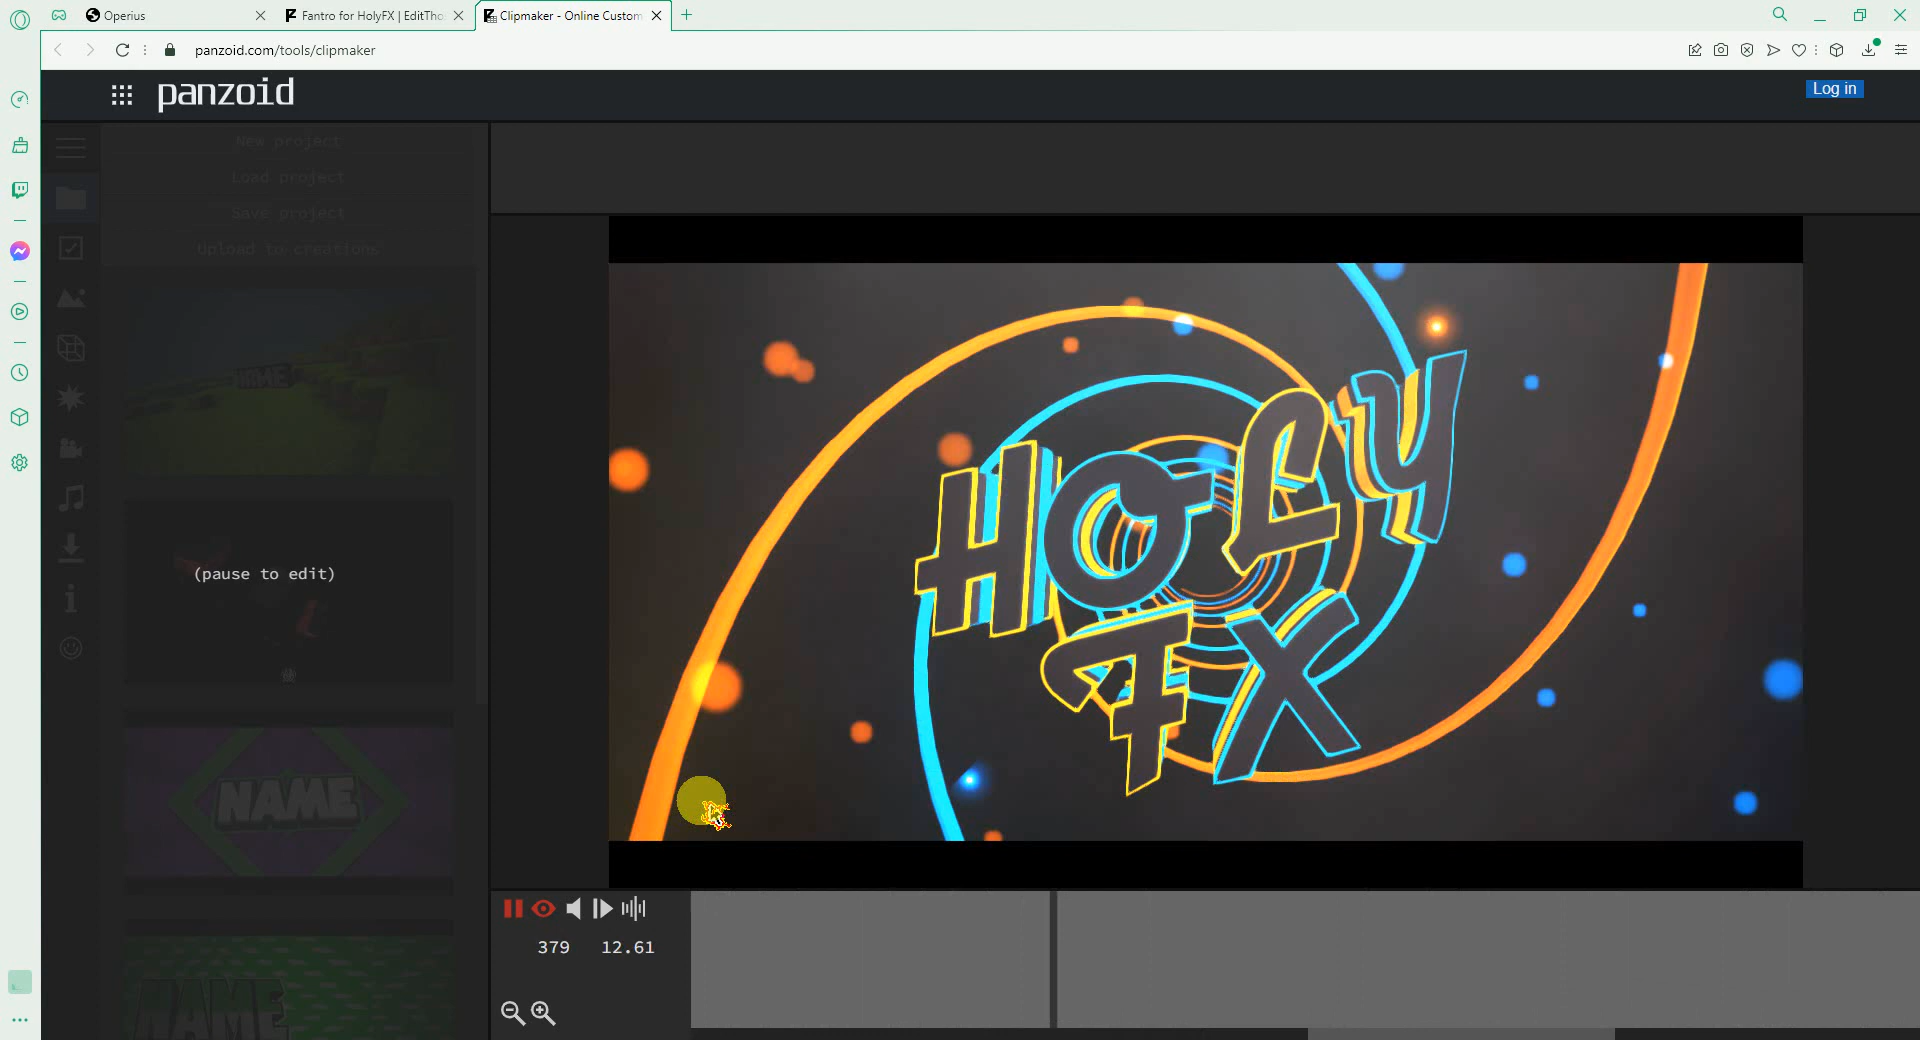 Operius
Fantro for HolyFX | EditTho
Clipmaker - Online Custom
panzoid.com/tools/clipmaker
panzoid
Log in
New project
Load project
Save project
Upload to creations
NAME
(pause to edit)
NAME
NAME
HOLY
FX
379 12.61